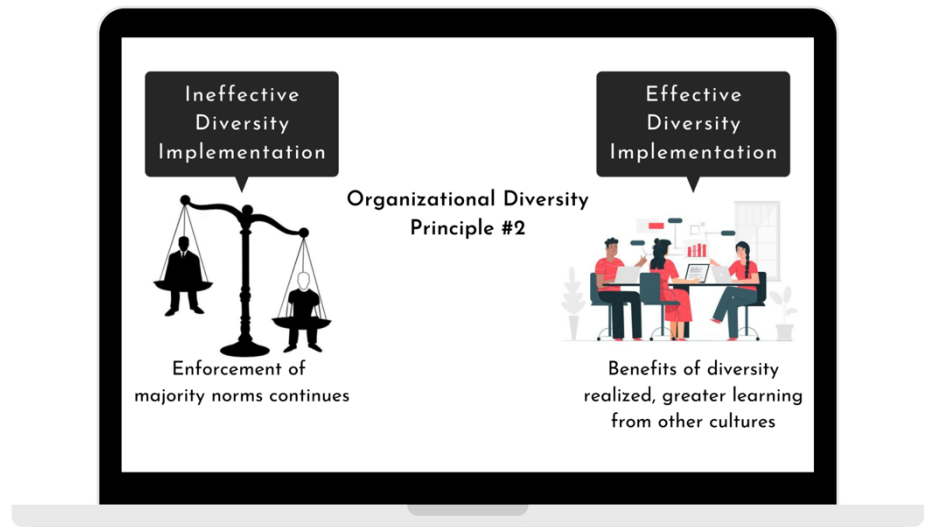 Ineffective
Diversity
Implementation
Enforcement of
majority norms continues
Organizational Diversity
Principle #2
Effective
Diversity
Implementation
Benefits of diversity
realized, greater learning
from other cultures